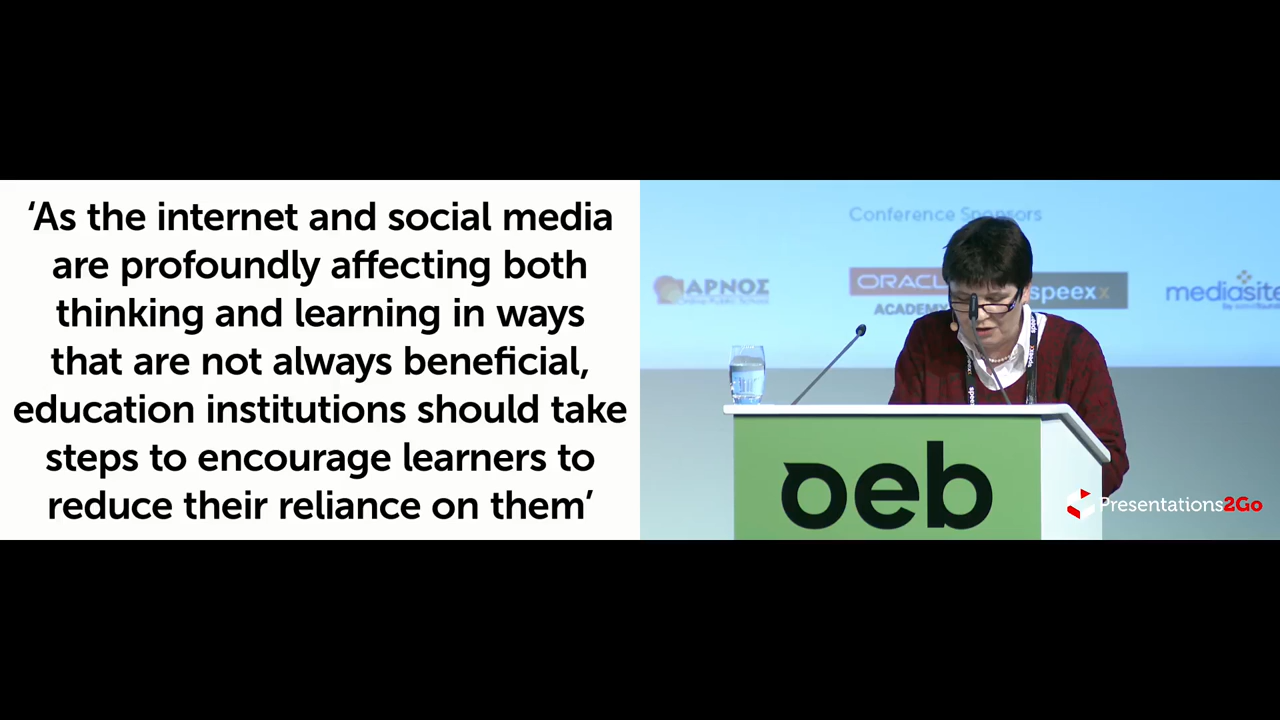 ‘As the internet and social media
are profoundly affecting both
thinking and learning in ways
that are not always beneficial,
education institutions should take
steps to encourage learners to
reduce their reliance on them’
Conference Sponsors
ΑΡΝΟΣ
ORACL
ACADEMY
speexx
mediasite
oeb
Presentations2Go